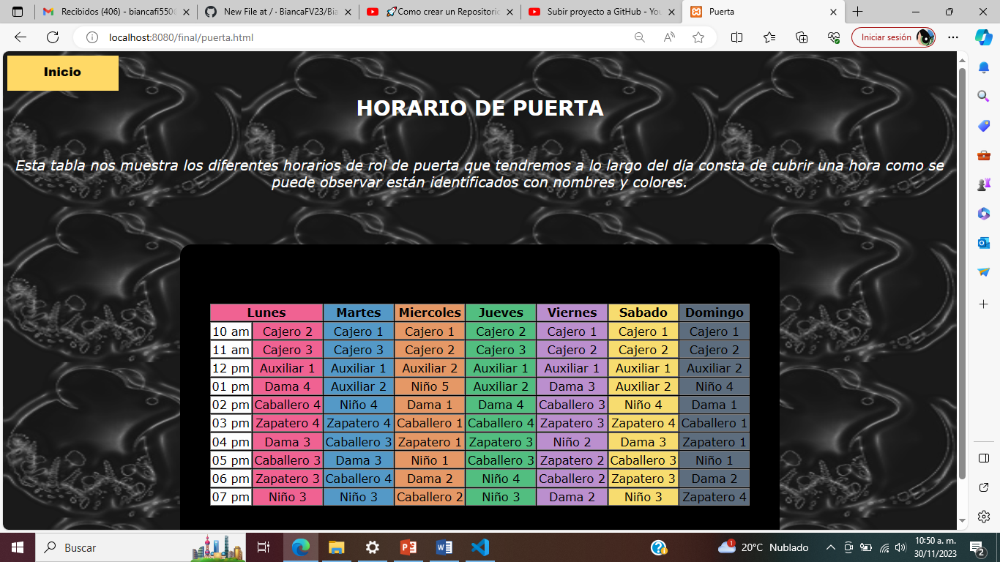 Recibidos (406) - biancafi550
New File at / · BiancaFV23/Bia
🚀Como crear un Repositorio
Subir proyecto a GitHub - You
Puerta
localhost:8080/final/puerta.html
Iniciar sesión
Inicio
HORARIO DE PUERTA
Esta tabla nos muestra los diferentes horarios de rol de puerta que tendremos a lo largo del día consta de cubrir una hora como se
puede observar están identificados con nombres y colores.
Lunes Martes Miercoles Jueves Viernes Sabado Domingo
10 am Cajero 2 Cajero 1 Cajero 1 Cajero 2 Cajero 1 Cajero 1 Cajero 1
11 am Cajero 3 Cajero 3 Cajero 2 Cajero 3 Cajero 2 Cajero 2 Cajero 2
12 pm Auxiliar 1 Auxiliar 1 Auxiliar 2 Auxiliar 1 Auxiliar 1 Auxiliar 1 Auxiliar 2
01 pm Dama 4 Auxiliar 2 Niño 5 Auxiliar 2 Dama 3 Auxiliar 2 Niño 4
02 pm Caballero 4 Niño 4 Dama 1 Dama 4 Caballero 3 Niño 4 Dama 1
03 pm Zapatero 4 Zapatero 4 Caballero 1 Caballero 4 Zapatero 3 Zapatero 4 Caballero 1
04 pm Dama 3 Caballero 3 Zapatero 1 Zapatero 3 Niño 2 Dama 3 Zapatero 1
05 pm Caballero 3 Dama 3 Niño 1 Caballero 3 Zapatero 2 Caballero 3 Niño 1
06 pm Zapatero 3 Caballero 4 Dama 2 Niño 4 Caballero 2 Zapatero 3 Dama 2
07 pm Niño 3 Niño 3 Caballero 2 Niño 3 Dama 2 Niño 3 Zapatero 4
Buscar
1
20°C Nublado
10:50 a. m.
30/11/2023
2